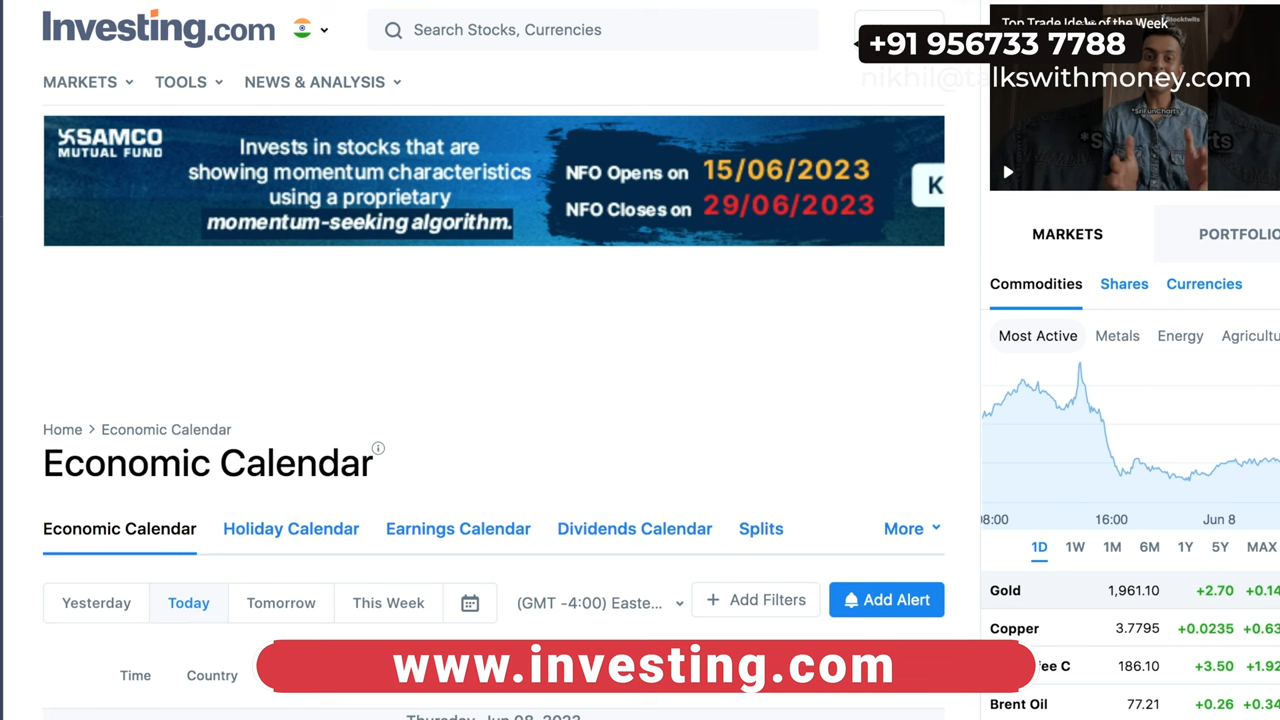 Investing.com
Search Stocks, Currencies
Top Trade Ideas of the Week
Stocktwits
+91 956733 7788
nikhil@talkswithmoney.com
MARKETS
TOOLS
NEWS & ANALYSIS
SAMCO
MUTUAL FUND
Invests in stocks that are
showing momentum characteristics
using a proprietary
momentum-seeking algorithm.
NFO Opens on 15/06/2023
NFO Closes on 29/06/2023
K
MARKETS
PORTFOLIO
Commodities Shares Currencies
Most Active Metals Energy Agricultu
08:00 16:00 Jun 8
1D 1W 1M 6M 1Y 5Y MAX
Home > Economic Calendar
Economic Calendar
Economic Calendar Holiday Calendar Earnings Calendar Dividends Calendar Splits More
Yesterday Today Tomorrow This Week (GMT -4:00) Easte... + Add Filters Add Alert
Gold 1,961.10 +2.70 +0.14
Copper 3.7795 +0.0235 +0.63
ee C 186.10 +3.50 +1.92
Brent Oil 77.21 +0.26 +0.34
www.investing.com
Time Country
Thursday, Jun 08, 2023